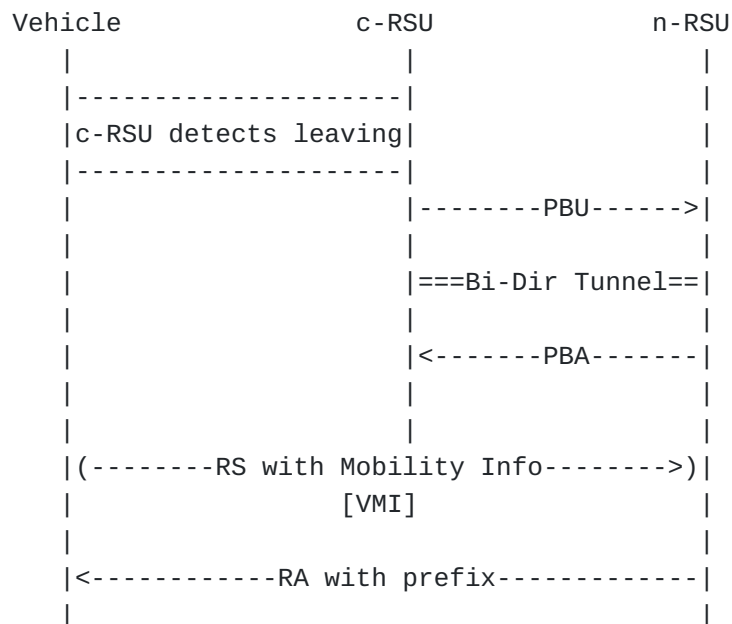 Vehicle c-RSU n-RSU
c-RSU detects leaving
PBU
Bi-Dir Tunnel
PBA
RS with Mobility Info
[VMI]
RA with prefix